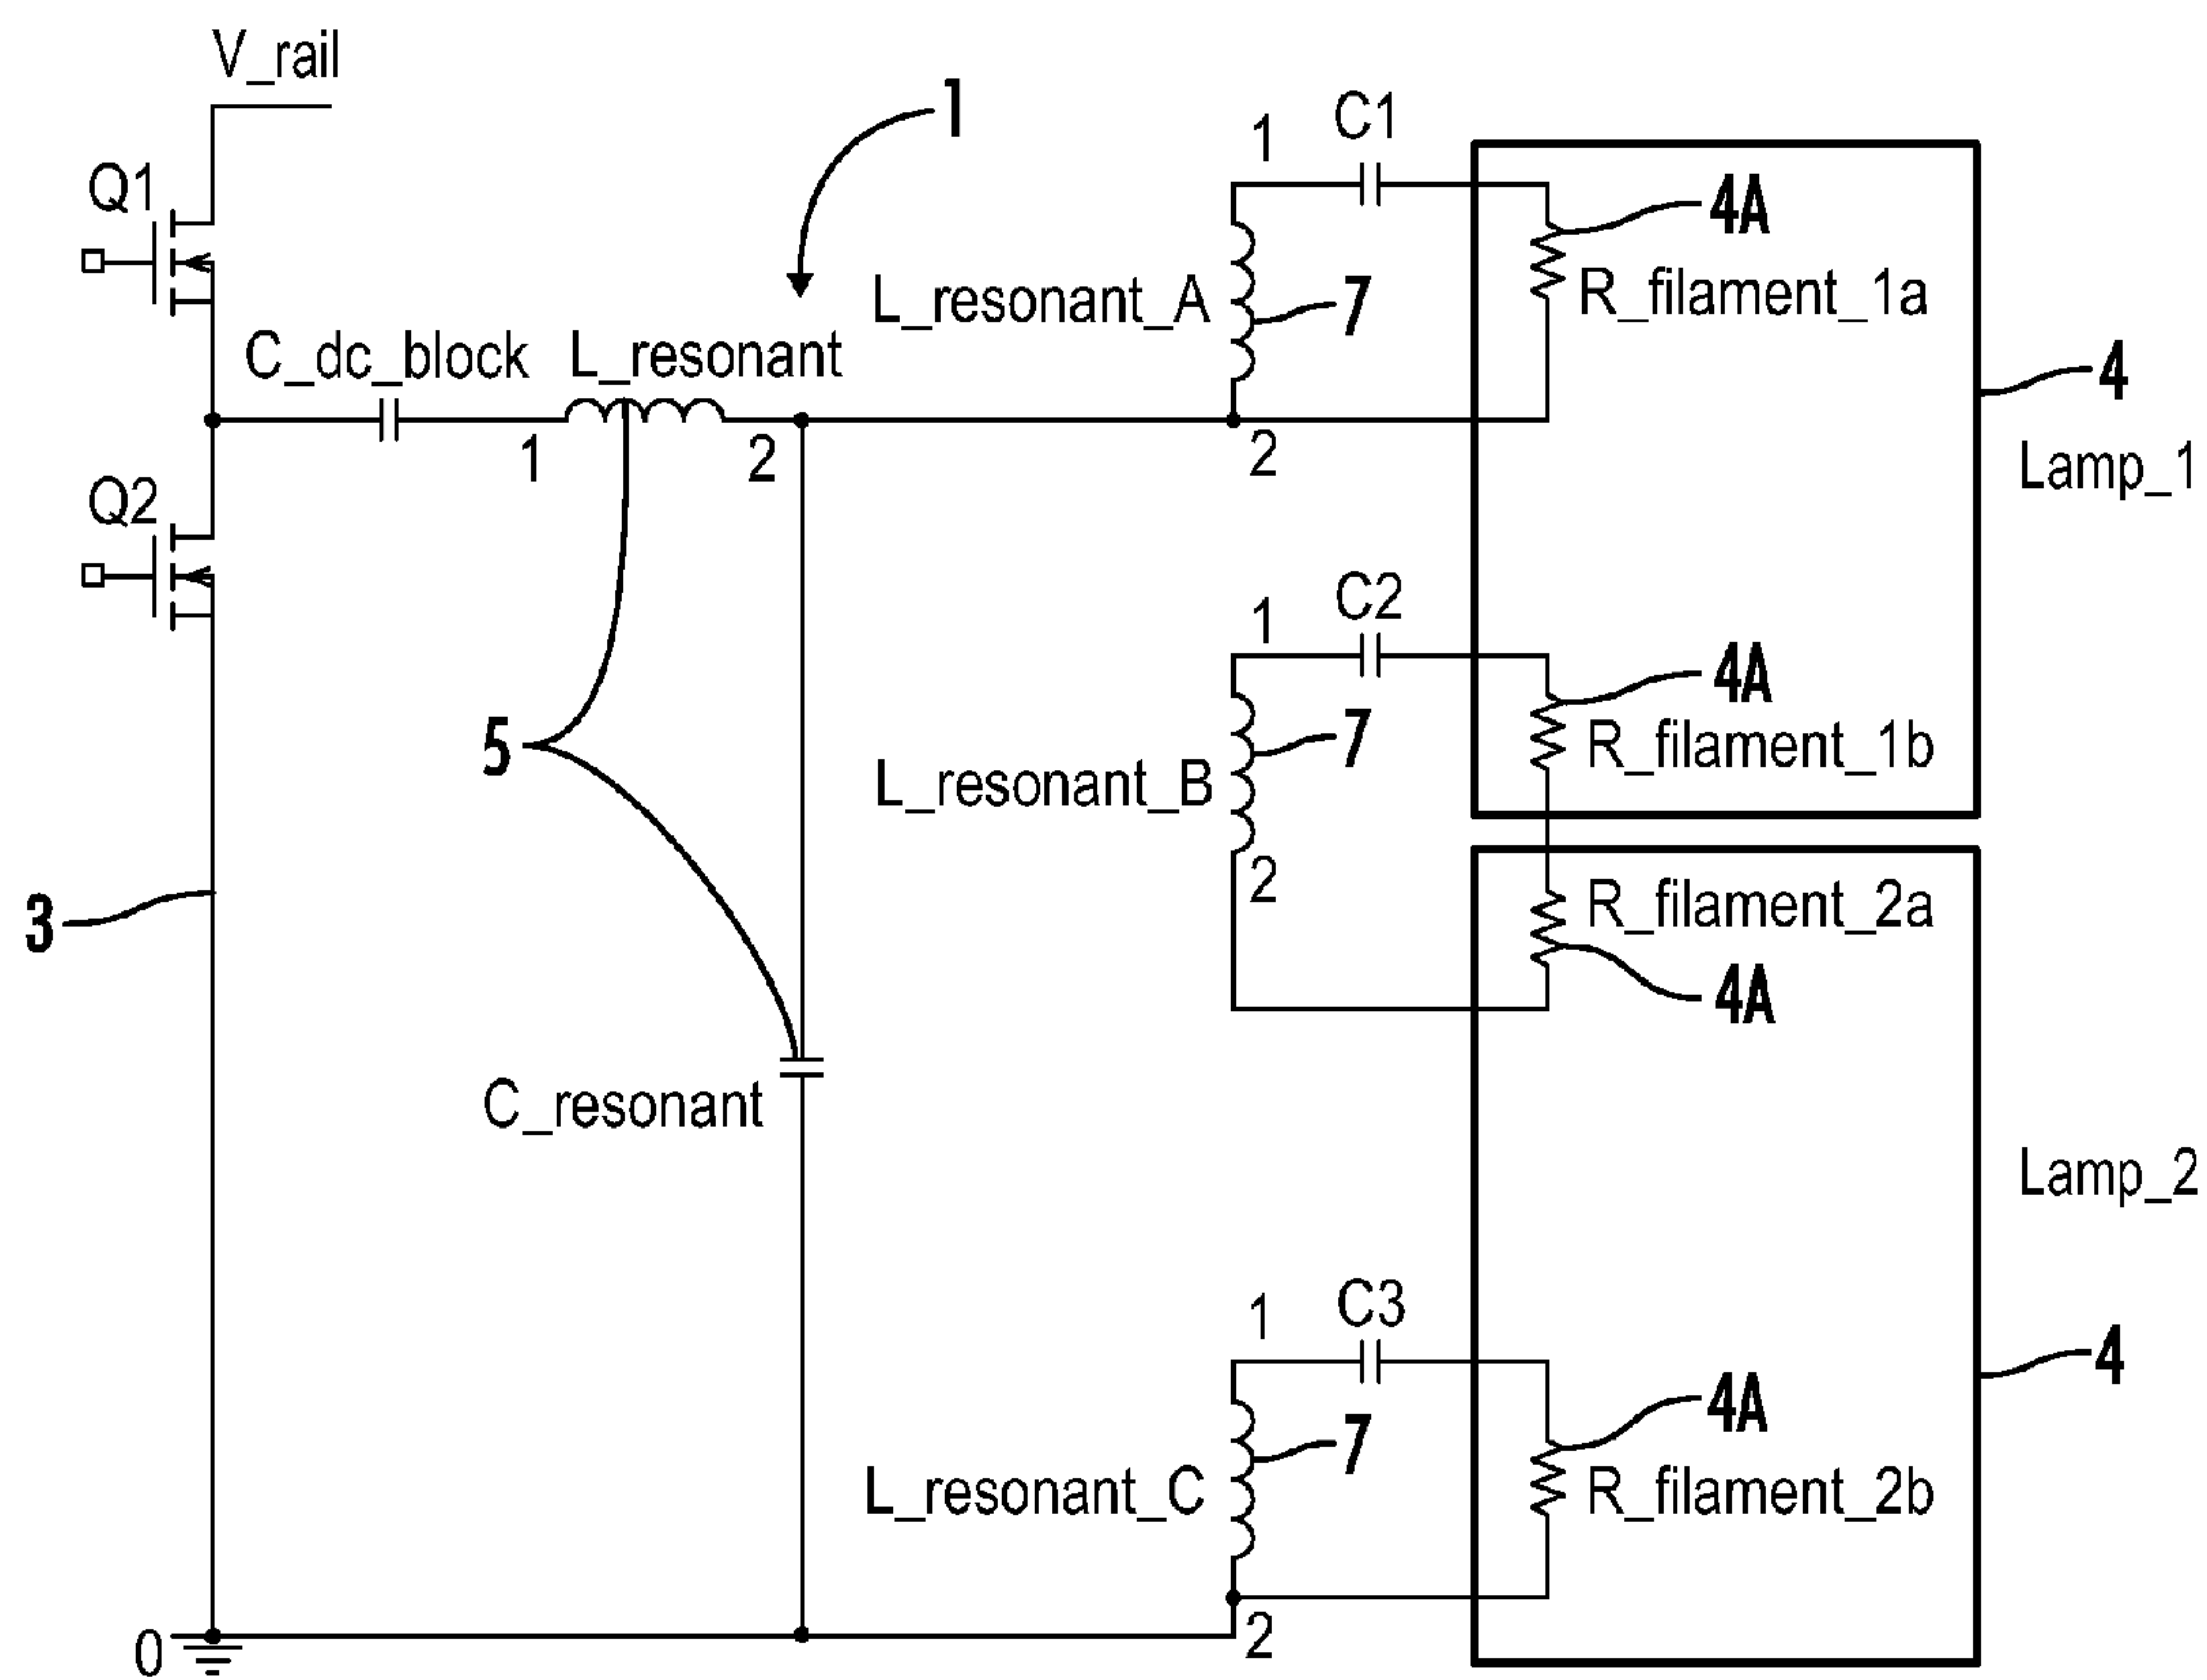 V_rail
1
Q1
1
C1
4A
R_filament_1a
L_resonant_A
7
C_dc_block
L_resonant
4
1
2
2
Lamp_1
Q2
1
C2
4A
R_filament_1b
7
5
L_resonant_B
2
R_filament_2a
3
4A
C_resonant
Lamp_2
1
C3
4
4A
7
L_resonant_C
R_filament_2b
0
2